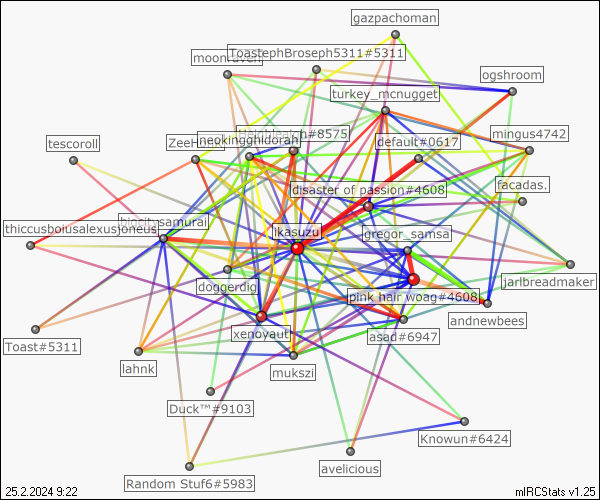 gazpachoman
ToastephBroseph5311#5311
moonraven
ogshroom
turkey_mcnugget
#8575
mingus4742
default#0617
neokingghidorah
tescoroll
disaster of passion#4608
facadas.
thiccusboiusalexusjoneus
ikasuzu
gregor_samsa
doggerdig
jarlbreadmaker
pink hair woag#4608
andnewbees
xenoyaut
asad#6947
Toast#5311
lahnk
mukszi
Duck™#9103
Knowun#6424
avelicious
Random Stuf6#5983
25.2.2024 9:22
mIRCStats v1.25